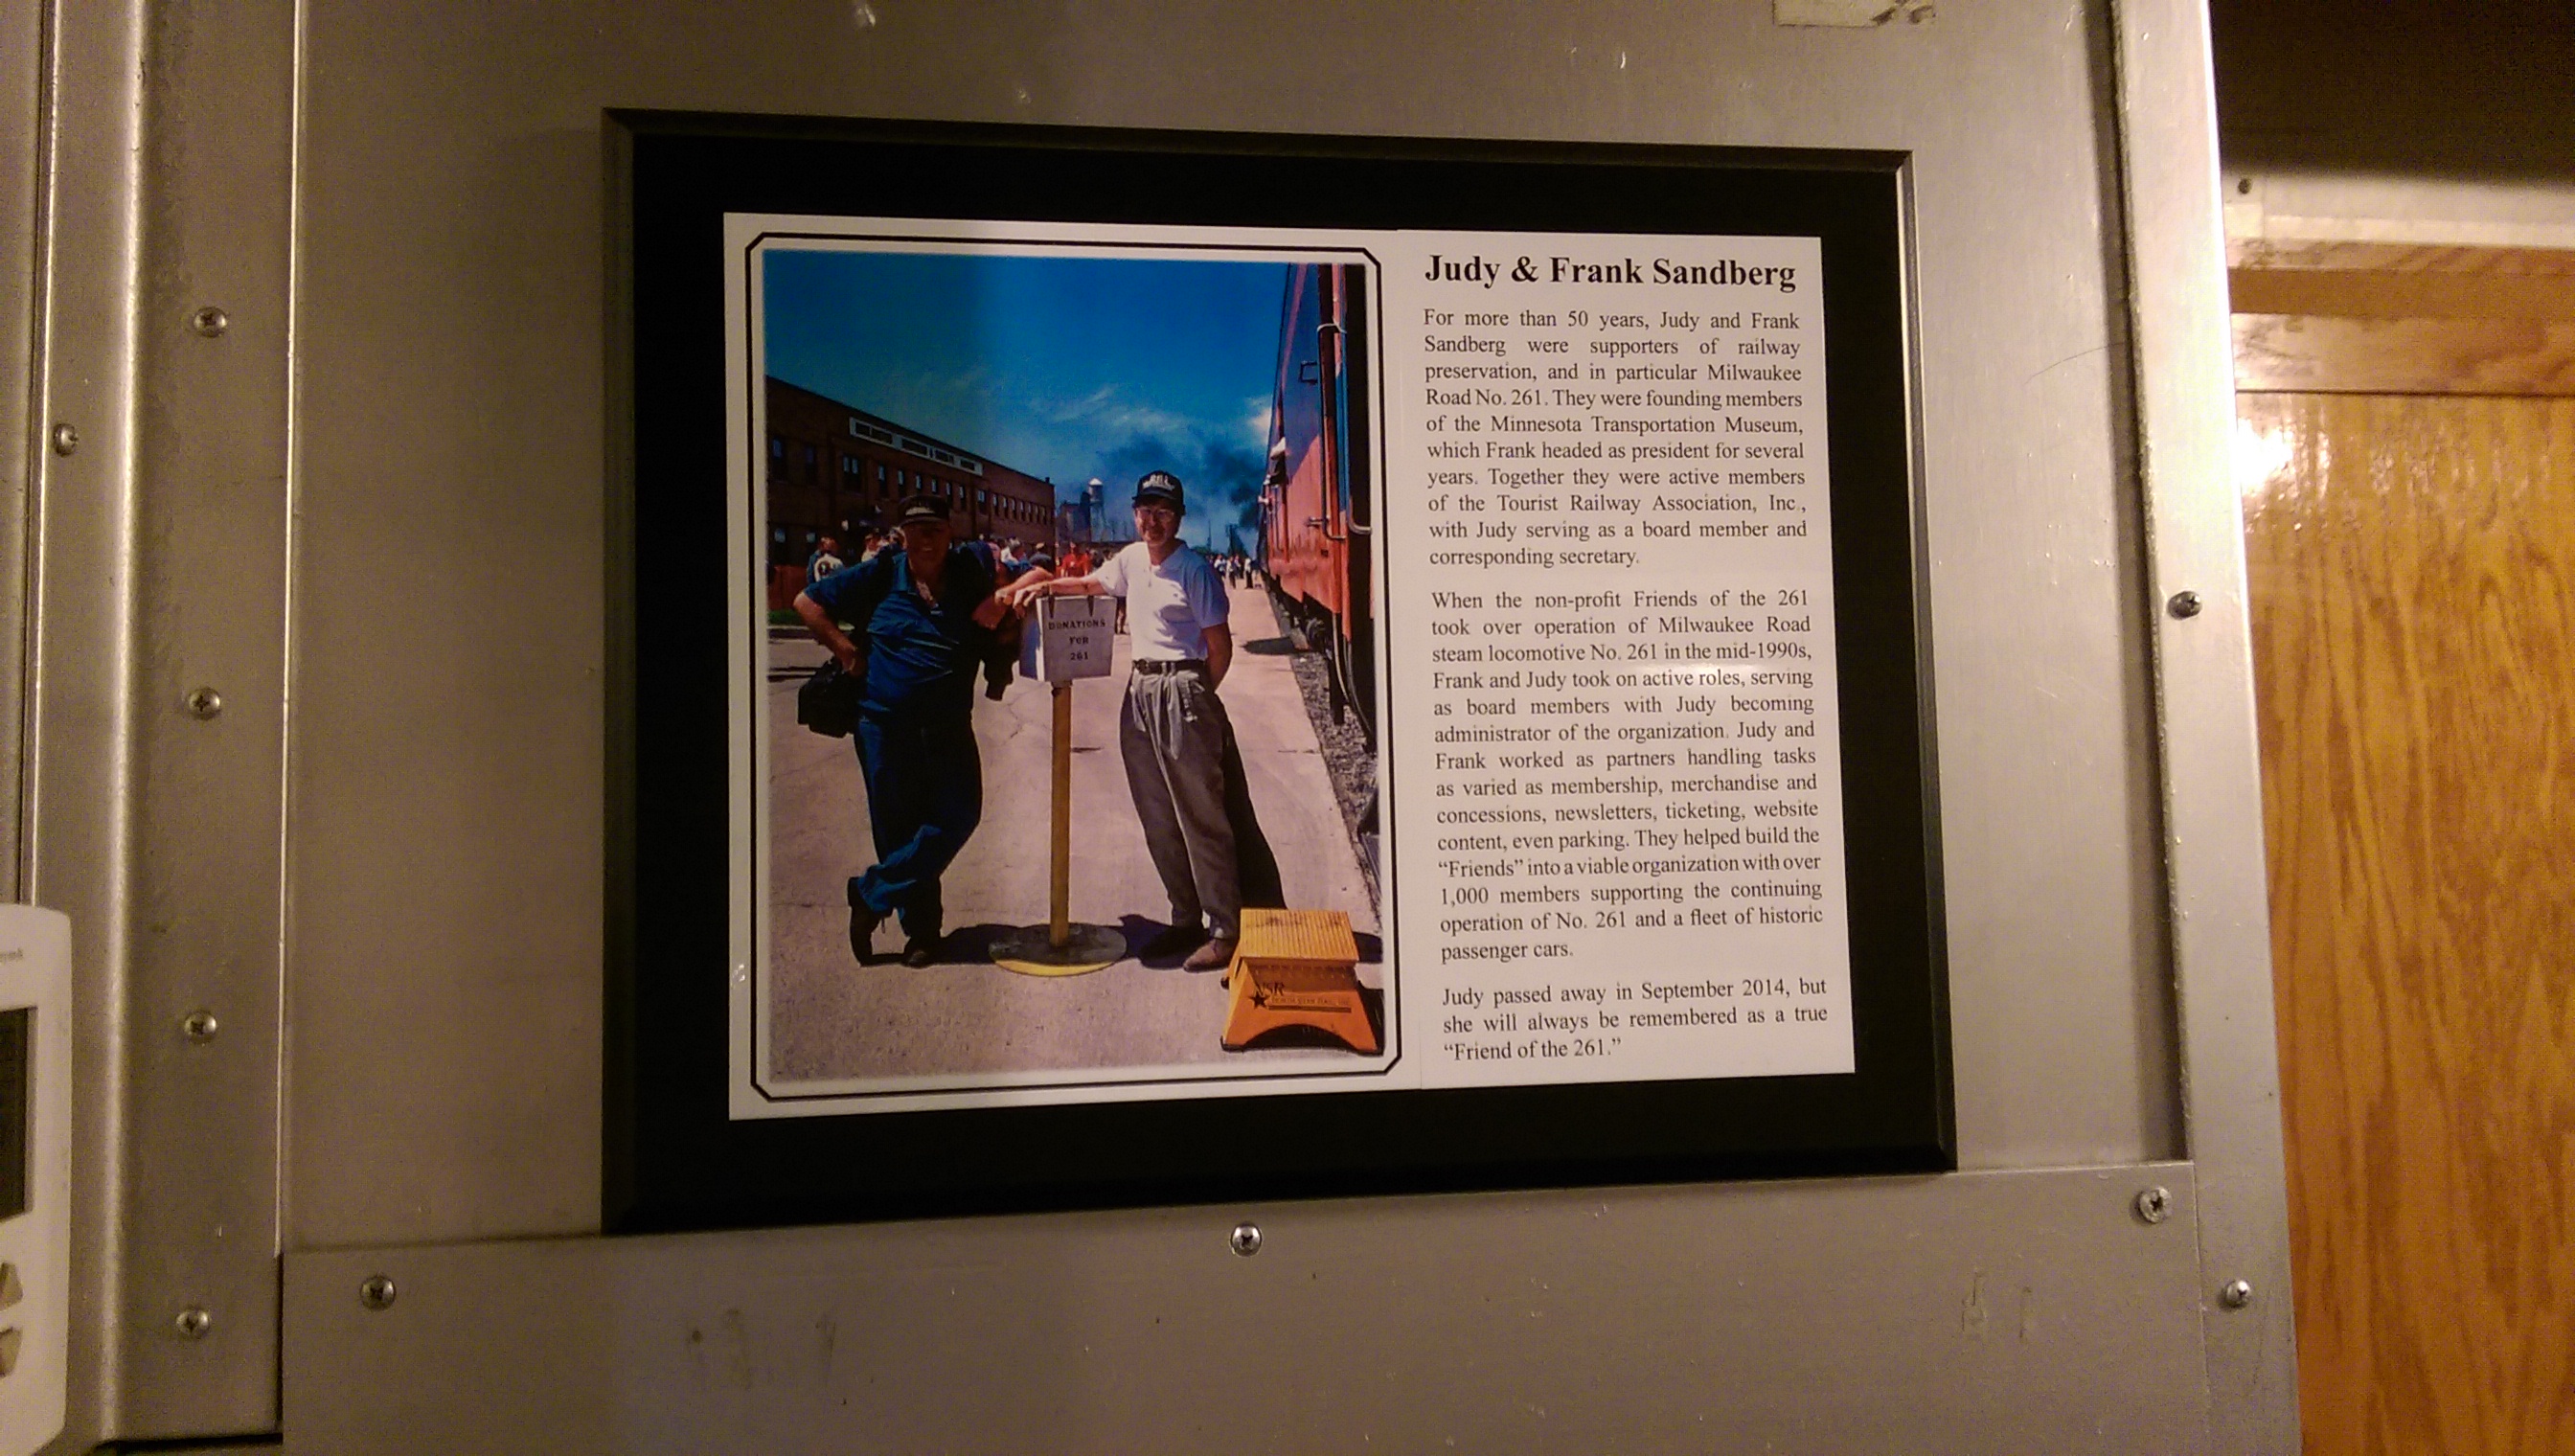 Judy & Frank Sandberg
For more than 50 years, Judy and Frank
Sandberg were supporters of railway
preservation, and in particular Milwaukee
Road No. 261. They were founding members
of the Minnesota Transportation Museum,
which Frank headed as president for several
years. Together they were active members
of the Tourist Railway Association, Inc.,
with Judy serving as a board member and
corresponding secretary.
When the non-profit Friends of the 261
took over operation of Milwaukee Road
steam locomotive No. 261 in the mid-1990s,
Frank and Judy took on active roles, serving
as board members with Judy becoming
administrator of the organization. Judy and
Frank worked as partners handling tasks
as varied as membership, merchandise and
concessions, newsletters, ticketing, website
content, even parking. They helped build the
“Friends” into a viable organization with over
1,000 members supporting the continuing
operation of No. 261 and a fleet of historic
passenger cars.
Judy passed away in September 2014, but
she will always be remembered as a true
“Friend of the 261.”
DONATIONS
FOR
261
NSR